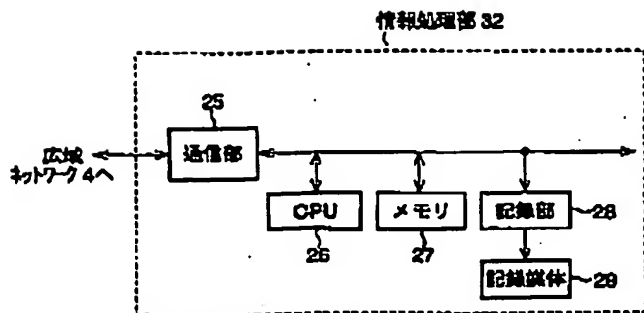 情報処理部 32
25
広域
ネットワーク 4へ
通信部
CPU
メモリ
記録部
28
26
27
記録媒体
29